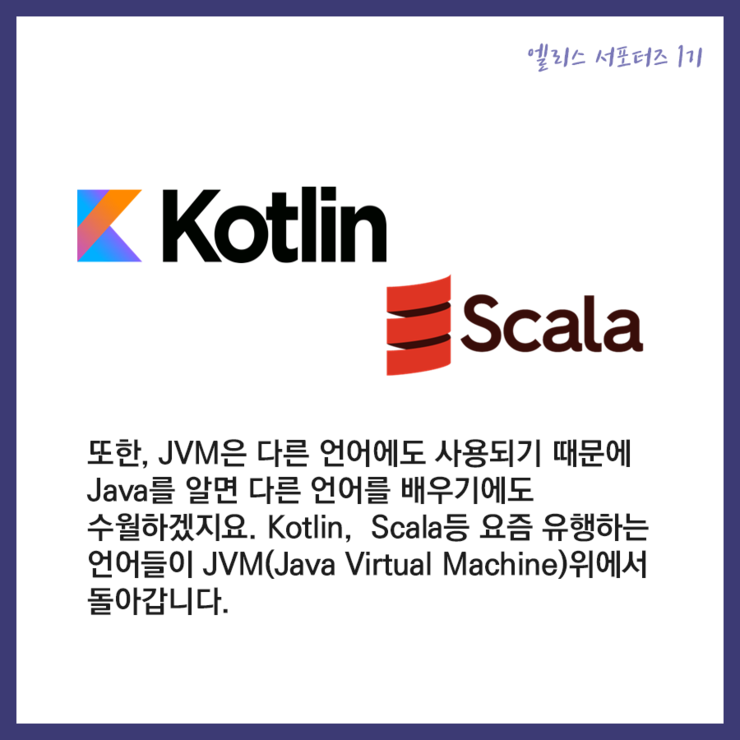 엘리스 서포터즈 1기
Kotlin
Scala
또한, JVM은 다른 언어에도 사용되기 때문에
Java를 알면 다른 언어를 배우기에도
수월하겠지요. Kotlin,  Scala등 요즘 유행하는
언어들이 JVM(Java Virtual Machine)위에서
돌아갑니다.